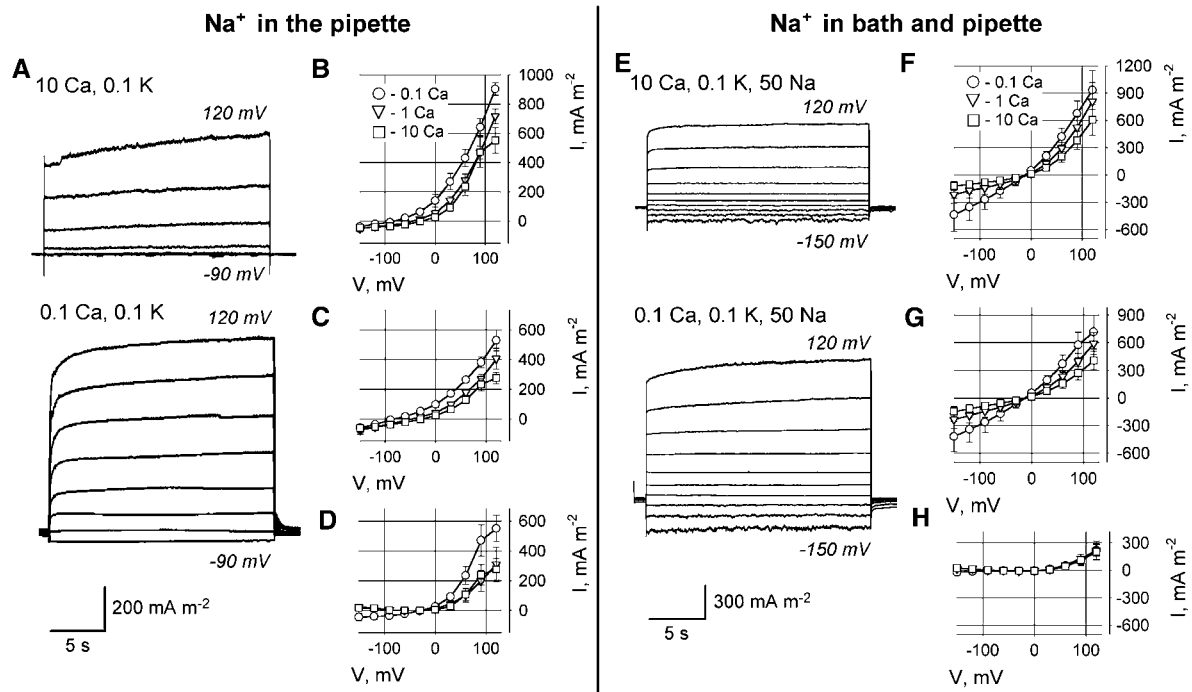 Na⁺ in the pipette
Na⁺ in bath and pipette
A
10 Ca, 0.1 K
120 mV
-90 mV
0.1 Ca, 0.1 K
120 mV
-90 mV
200 mA m⁻²
5 s
B
- 0.1 Ca
- 1 Ca
- 10 Ca
1000
800
600
400
200
0
I, mA m⁻²
-100 0 100
V, mV
C
600
400
200
0
I, mA m⁻²
-100 0 100
V, mV
D
600
400
200
0
I, mA m⁻²
-100 0 100
V, mV
E
10 Ca, 0.1 K, 50 Na
120 mV
-150 mV
0.1 Ca, 0.1 K, 50 Na
120 mV
-150 mV
300 mA m⁻²
5 s
F
- 0.1 Ca
- 1 Ca
- 10 Ca
1200
900
600
300
0
-300
-600
I, mA m⁻²
-100 0 100
V, mV
G
900
600
300
0
-300
-600
I, mA m⁻²
-100 0 100
V, mV
H
300
0
-300
-600
I, mA m⁻²
-100 0 100
V, mV